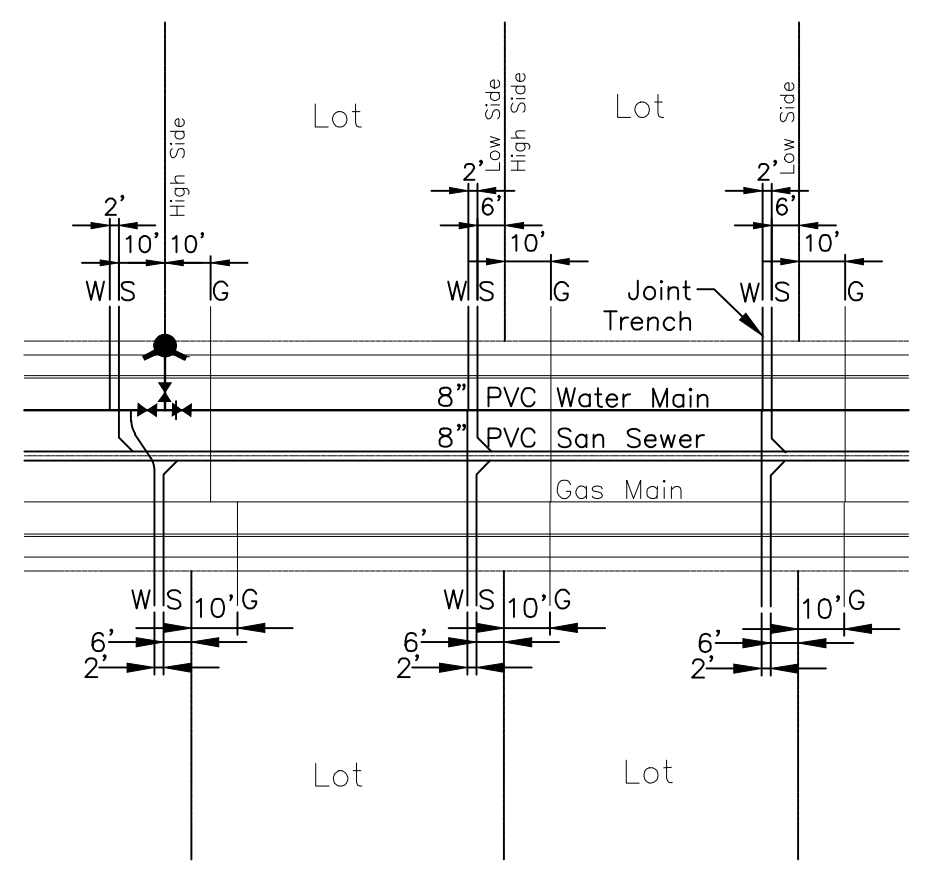 Lot
Lot
High Side
Low Side
High Side
Low Side
2'
2'
2'
6'
6'
10' 10'
10'
10'
W S G
W S G
W S G
Joint
Trench
8” PVC Water Main
8” PVC San Sewer
Gas Main
W S 10' G
W S 10' G
10' G
6'
6'
6'
2'
2'
2'
Lot
Lot